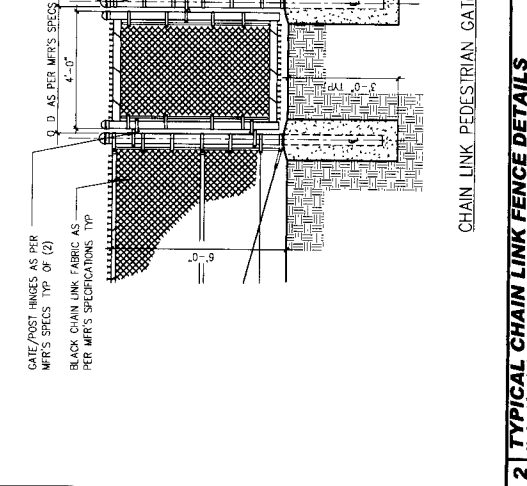 O D AS PER MFR'S SPECS
4'-0"
GATE/POST HINGES AS PER
MFR'S SPECS TYP OF (2)
BLACK CHAIN LINK FABRIC AS
PER MFR'S SPECIFICATIONS TYP
6'-0"
3'-0" TYP
CHAIN LINK PEDESTRIAN
2 TYPICAL CHAIN LINK FENCE DETAILS